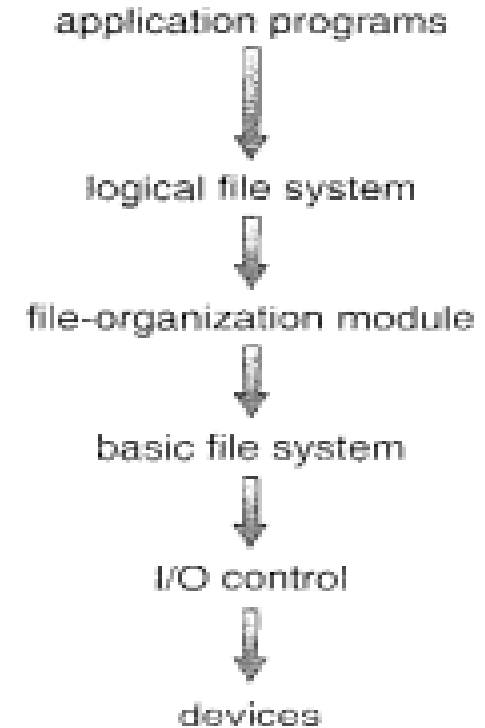 application programs
logical file system
file-organization module
basic file system
I/O control
devices